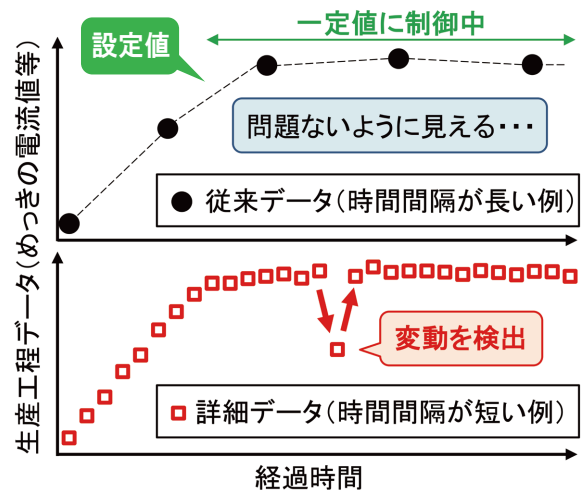 一定値に制御中
設定値
問題ないように見える・・・
● 従来データ(時間間隔が長い例)
変動を検出
詳細データ(時間間隔が短い例)
生産工程データ(めっきの電流値等)
経過時間